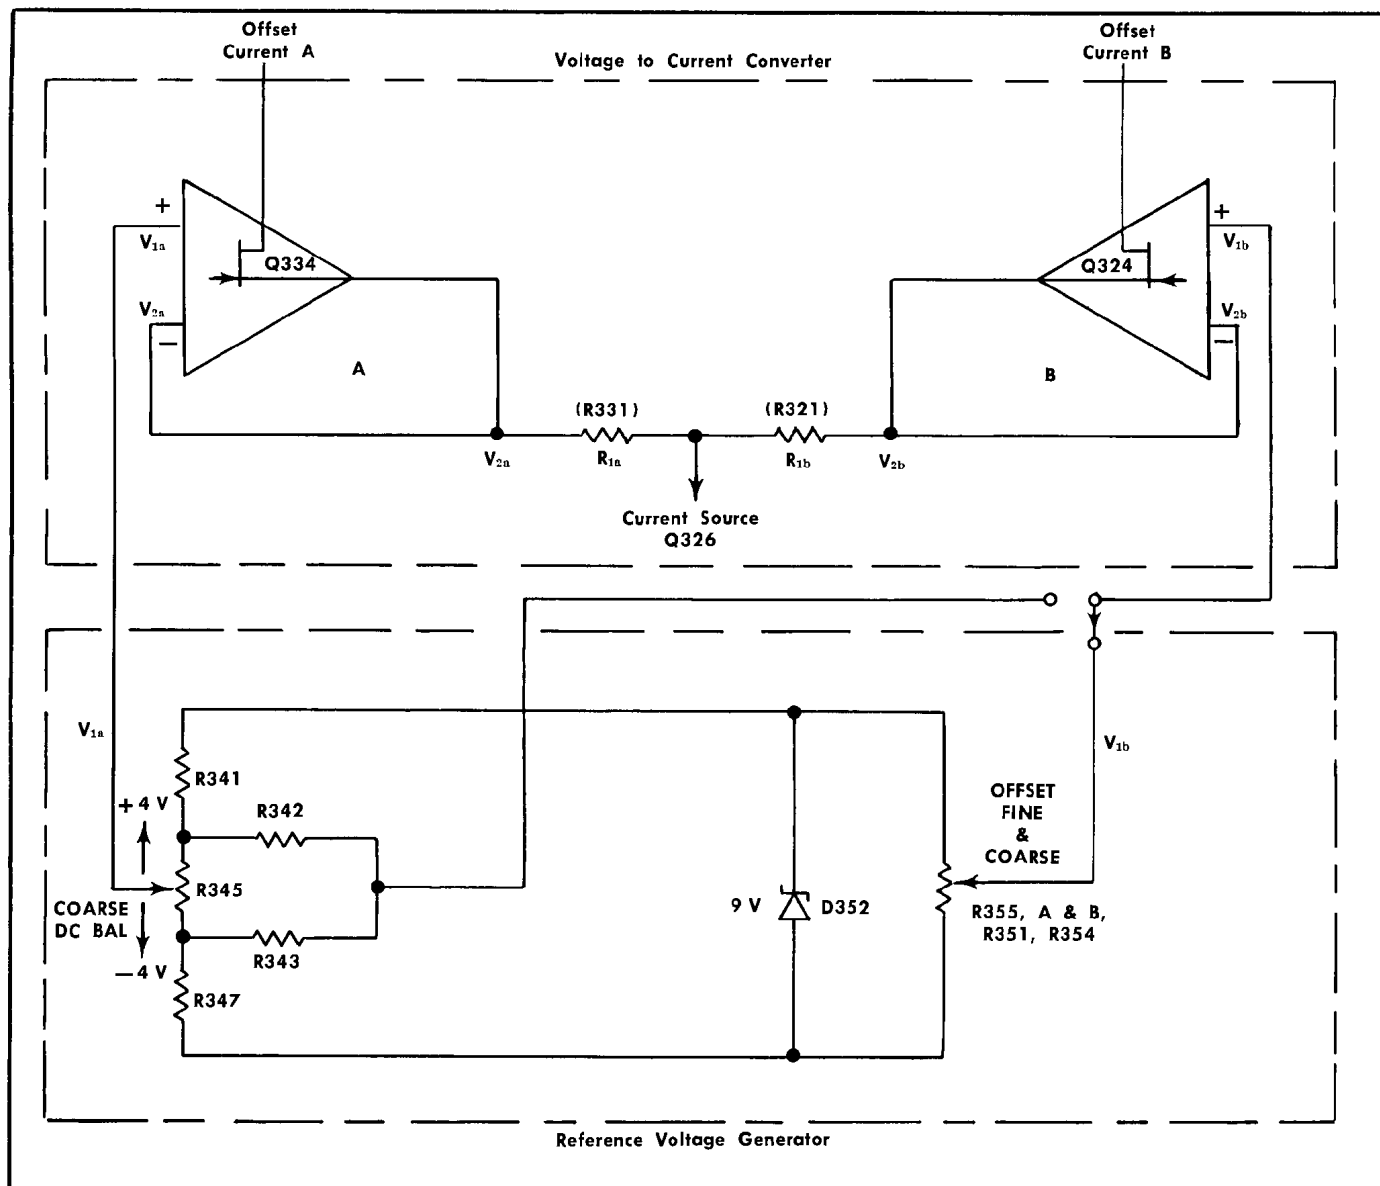 Offset
Current A
Offset
Current B
Voltage to Current Converter
+
V1a
Q334
V2a
−
A
+
V1b
Q324
V2b
−
B
(R331)
(R321)
V2a
R1a
R1b
V2b
Current Source
Q326
V1a
V1b
R341
+4 V
R342
R345
COARSE
DC BAL
R343
−4 V
R347
9 V
D352
OFFSET
FINE
&
COARSE
R355, A & B,
R351, R354
Reference Voltage Generator